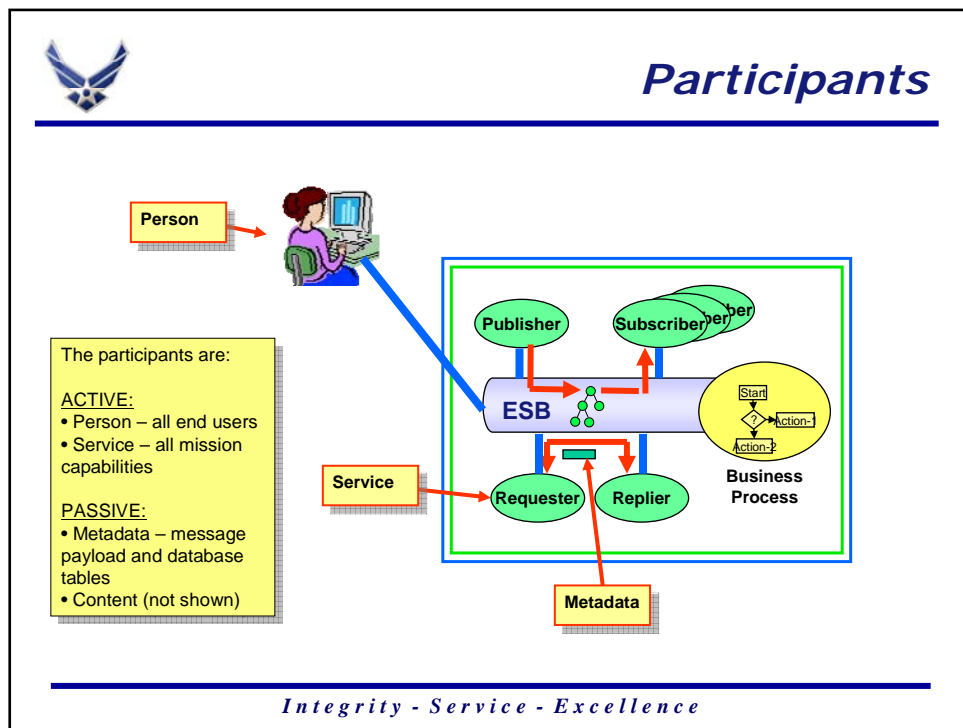 Participants
Person
The participants are:
ACTIVE:
• Person – all end users
• Service – all mission
capabilities
PASSIVE:
• Metadata – message
payload and database
tables
• Content (not shown)
Publisher
Subscriber
ber
ber
ESB
Start
?
Action-1
Action-2
Business
Process
Service
Requester
Replier
Metadata
Integrity - Service - Excellence